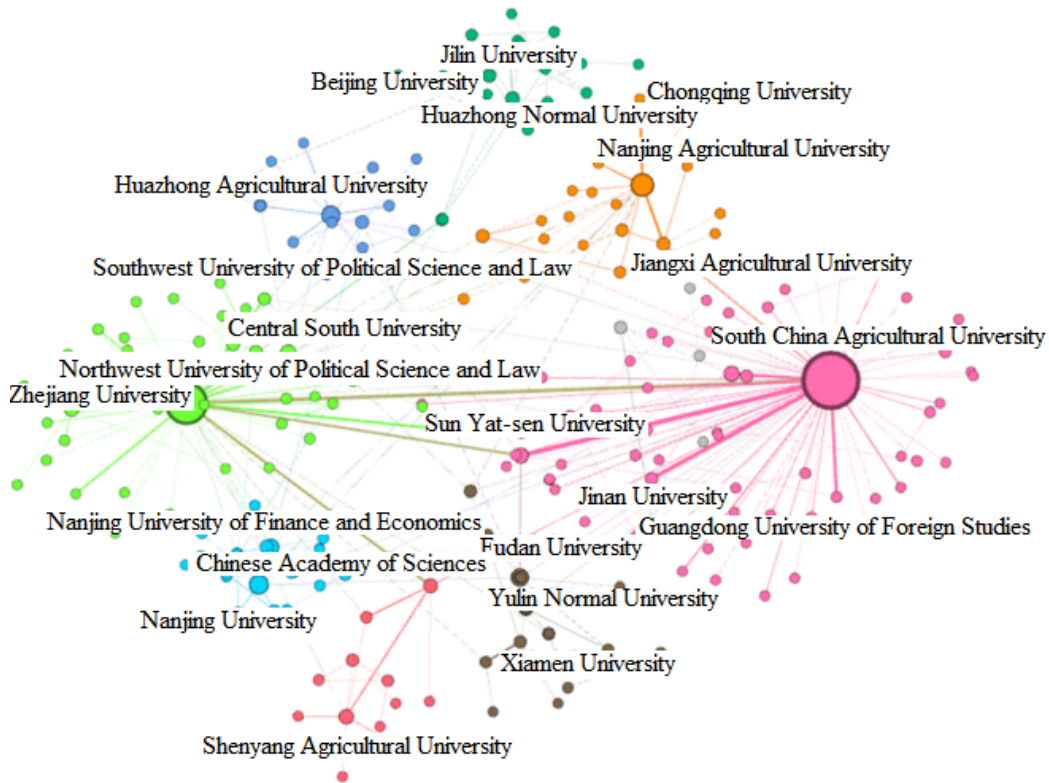 Jilin University
Beijing University
Chongqing University
Huazhong Normal University
Nanjing Agricultural University
Huazhong Agricultural University
Southwest University of Political Science and Law
Jiangxi Agricultural University
Central South University
South China Agricultural University
Northwest University of Political Science and Law
Zhejiang University
Sun Yat-sen University
Jinan University
Nanjing University of Finance and Economics
Guangdong University of Foreign Studies
Fudan University
Chinese Academy of Sciences
Yulin Normal University
Nanjing University
Xiamen University
Shenyang Agricultural University